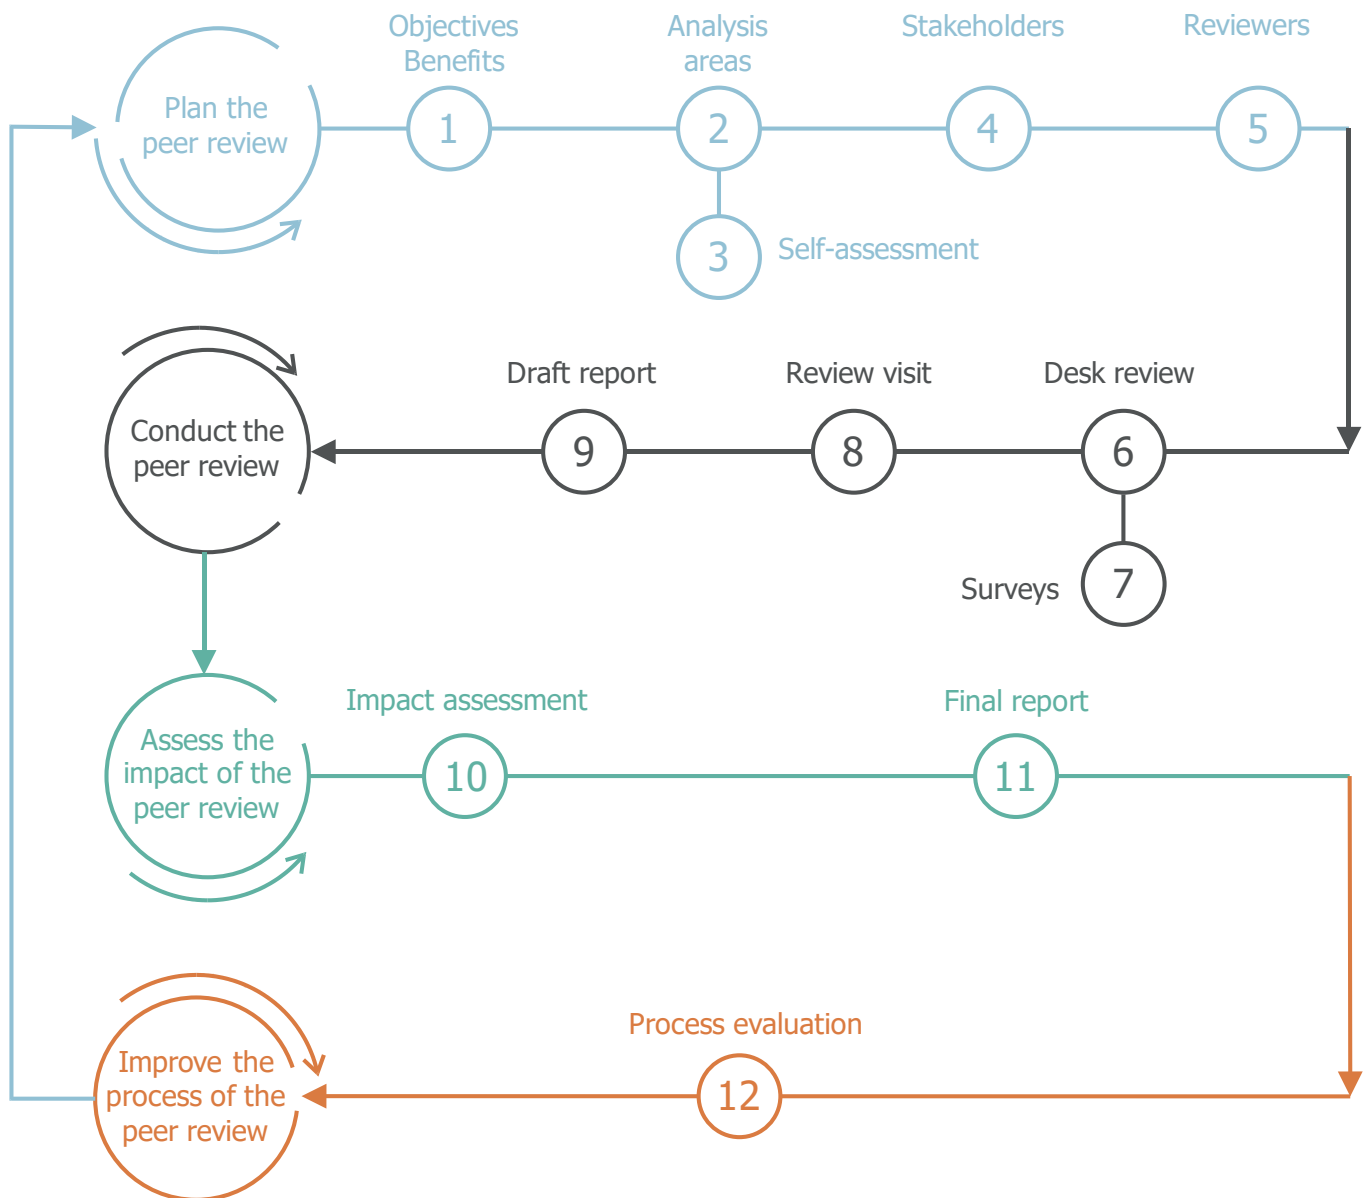 Objectives
Benefits
Analysis
areas
Stakeholders
Reviewers
Plan the
peer review
1
2
4
5
3
Self-assessment
Draft report
Review visit
Desk review
Conduct the
peer review
9
8
6
Surveys
7
Impact assessment
Final report
Assess the
impact of the
peer review
10
11
Process evaluation
Improve the
process of the
peer review
12